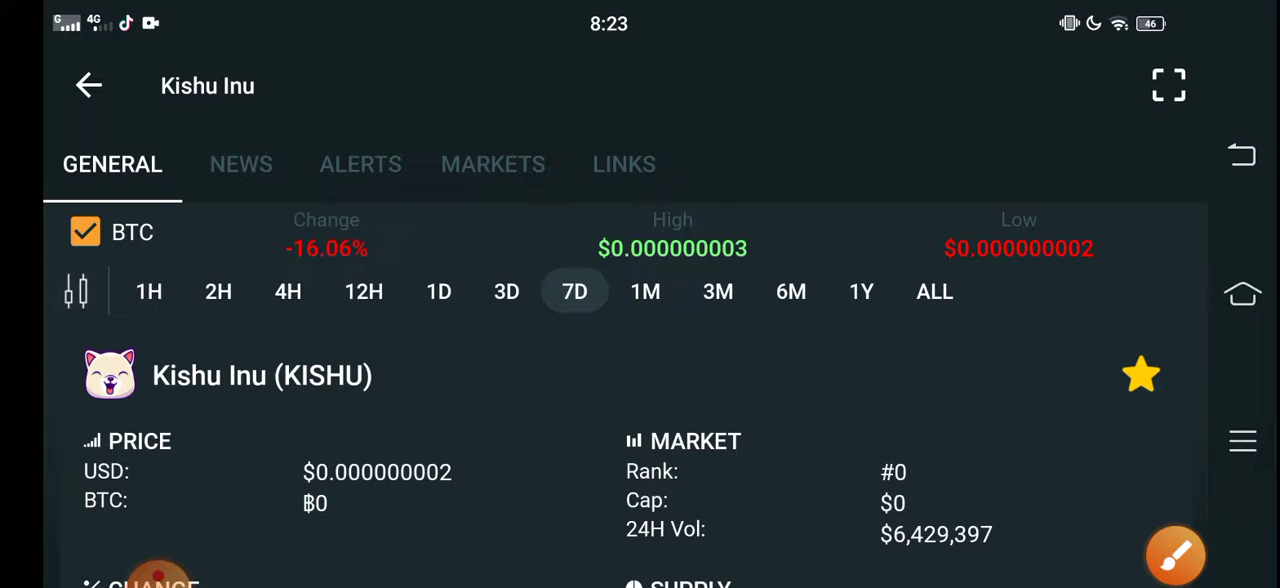 G 4G 8:23 46
Kishu Inu
GENERAL NEWS ALERTS MARKETS LINKS
Change High Low
BTC -16.06% $0.000000003 $0.000000002
1H 2H 4H 12H 1D 3D 7D 1M 3M 6M 1Y ALL
Kishu Inu (KISHU)
PRICE
USD: $0.000000002
BTC: ฿0
MARKET
Rank: #0
Cap: $0
24H Vol: $6,429,397
CHANGE SUPPLY